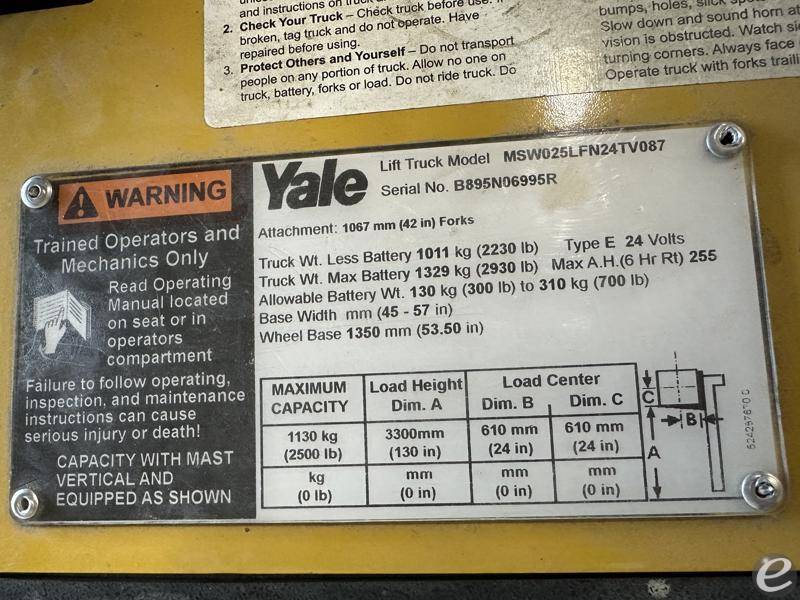 and instructions on truck a
2. Check Your Truck – Check truck before use. If
broken, tag truck and do not operate. Have
repaired before using.
3. Protect Others and Yourself – Do not transport
people on any portion of truck. Allow no one on
truck, battery, forks or load. Do not ride truck. Do
bumps, holes, slick spots
Slow down and sound horn at
vision is obstructed. Watch
turning corners. Always face
Operate truck with forks traili
WARNING
Trained Operators and
Mechanics Only
Read Operating
Manual located
on seat or in
operators
compartment
Failure to follow operating,
inspection, and maintenance
instructions can cause
serious injury or death!
CAPACITY WITH MAST
VERTICAL AND
EQUIPPED AS SHOWN
Yale
Lift Truck Model MSW025LFN24TV087
Serial No. B895N06995R
Attachment: 1067 mm (42 in) Forks
Truck Wt. Less Battery 1011 kg (2230 lb) Type E 24 Volts
Truck Wt. Max Battery 1329 kg (2930 lb) Max A.H.(6 Hr Rt) 255
Allowable Battery Wt. 130 kg (300 lb) to 310 kg (700 lb)
Base Width mm (45 - 57 in)
Wheel Base 1350 mm (53.50 in)
MAXIMUM CAPACITY Load Height Dim. A Load Center Dim. B Dim. C
1130 kg (2500 lb) 3300mm (130 in) 610 mm (24 in) 610 mm (24 in)
kg (0 lb) mm (0 in) mm (0 in) mm (0 in)
C
B
A
e